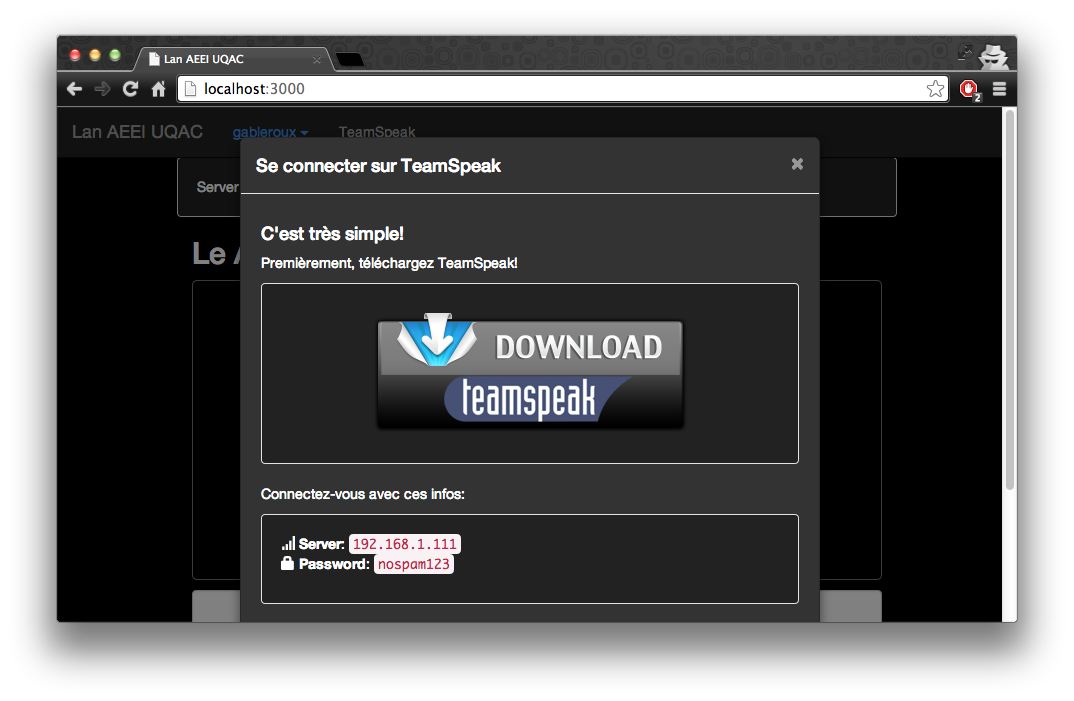 Lan AEEI UQAC
localhost:3000
2
Lan AEEI UQAC gableroux TeamSpeak
Se connecter sur TeamSpeak
Server
C'est très simple!
Le
Premièrement, téléchargez TeamSpeak!
DOWNLOAD
teamspeak
Connectez-vous avec ces infos:
Server: 192.168.1.111
Password: nospam123